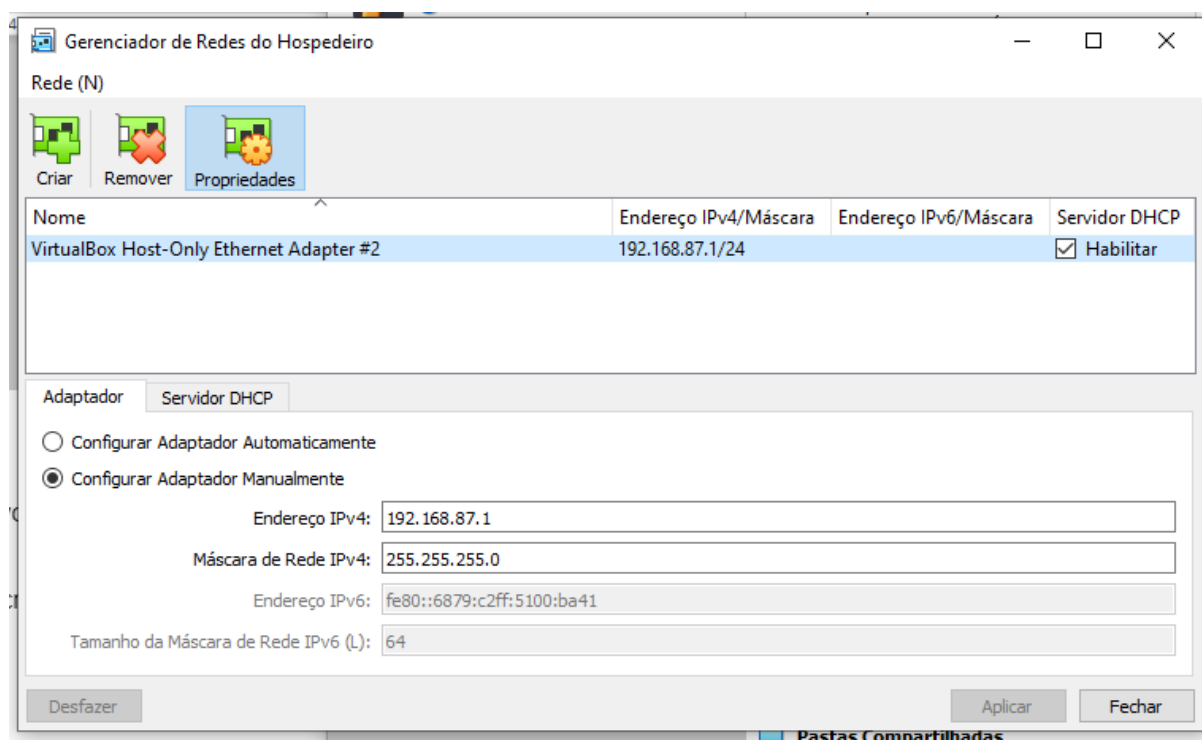 Gerenciador de Redes do Hospedeiro
Rede (N)
Criar Remover Propriedades
Nome Endereço IPv4/Máscara Endereço IPv6/Máscara Servidor DHCP
VirtualBox Host-Only Ethernet Adapter #2 192.168.87.1/24 Habilitar
Adaptador Servidor DHCP
Configurar Adaptador Automaticamente
Configurar Adaptador Manualmente
Endereço IPv4: 192.168.87.1
Máscara de Rede IPv4: 255.255.255.0
Endereço IPv6: fe80::6879:c2ff:5100:ba41
Tamanho da Máscara de Rede IPv6 (L): 64
Desfazer Aplicar Fechar
Pastas Compartilhadas